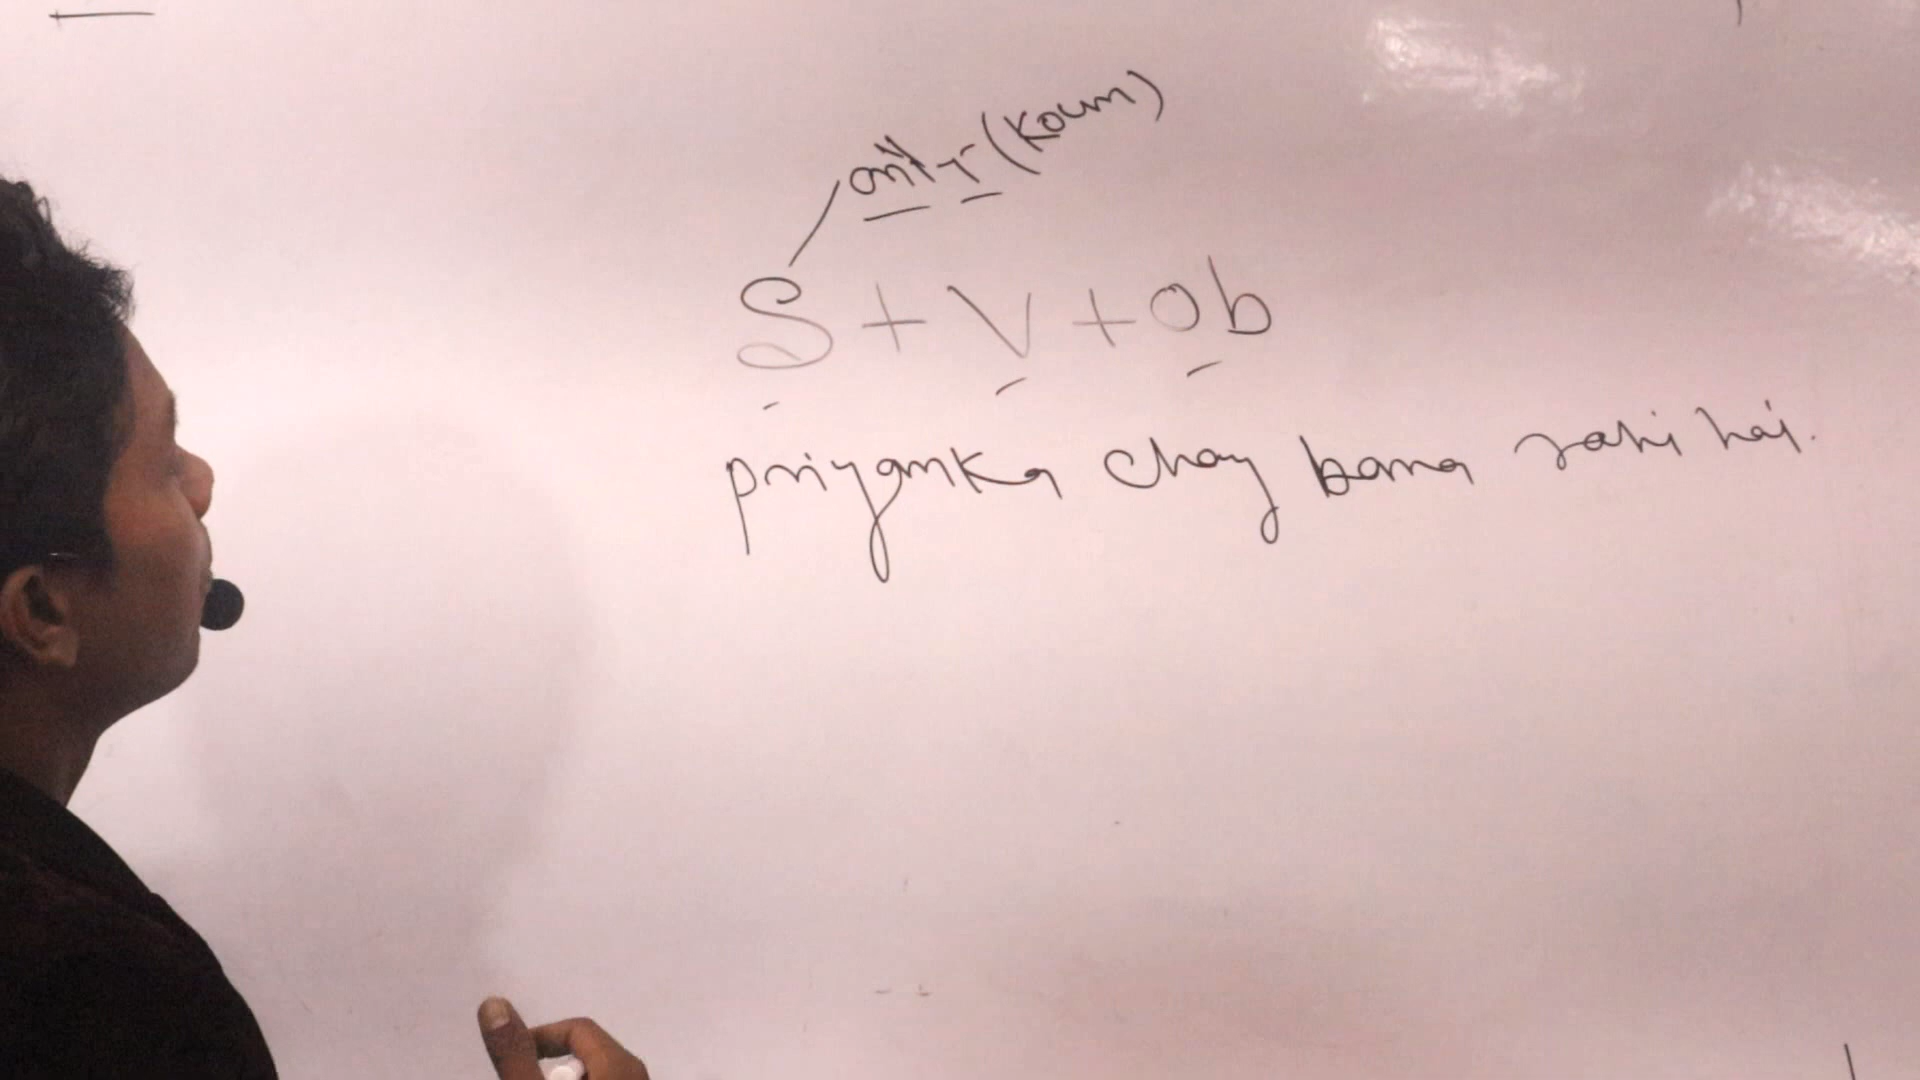 (Koun)
S + V + Ob
priyanka chay bana rahi hai.